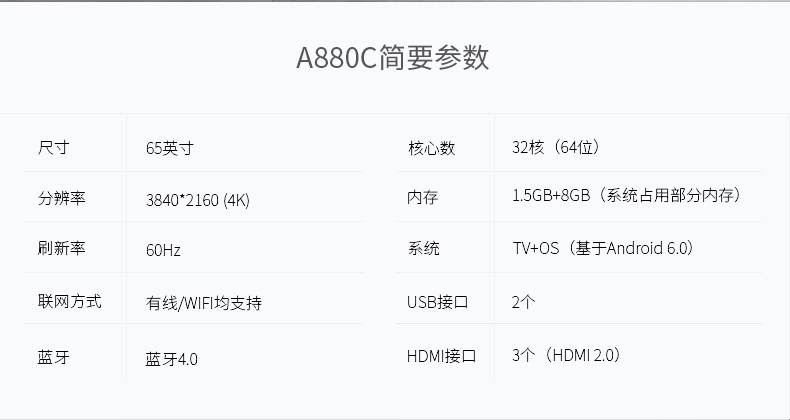 A880C简要参数
尺寸 65英寸 核心数 32核（64位）
分辨率 3840*2160 (4K) 内存 1.5GB+8GB（系统占用部分内存）
刷新率 60Hz 系统 TV+OS（基于Android 6.0）
联网方式 有线/WIFI均支持 USB接口 2个
蓝牙 蓝牙4.0 HDMI接口 3个（HDMI 2.0）